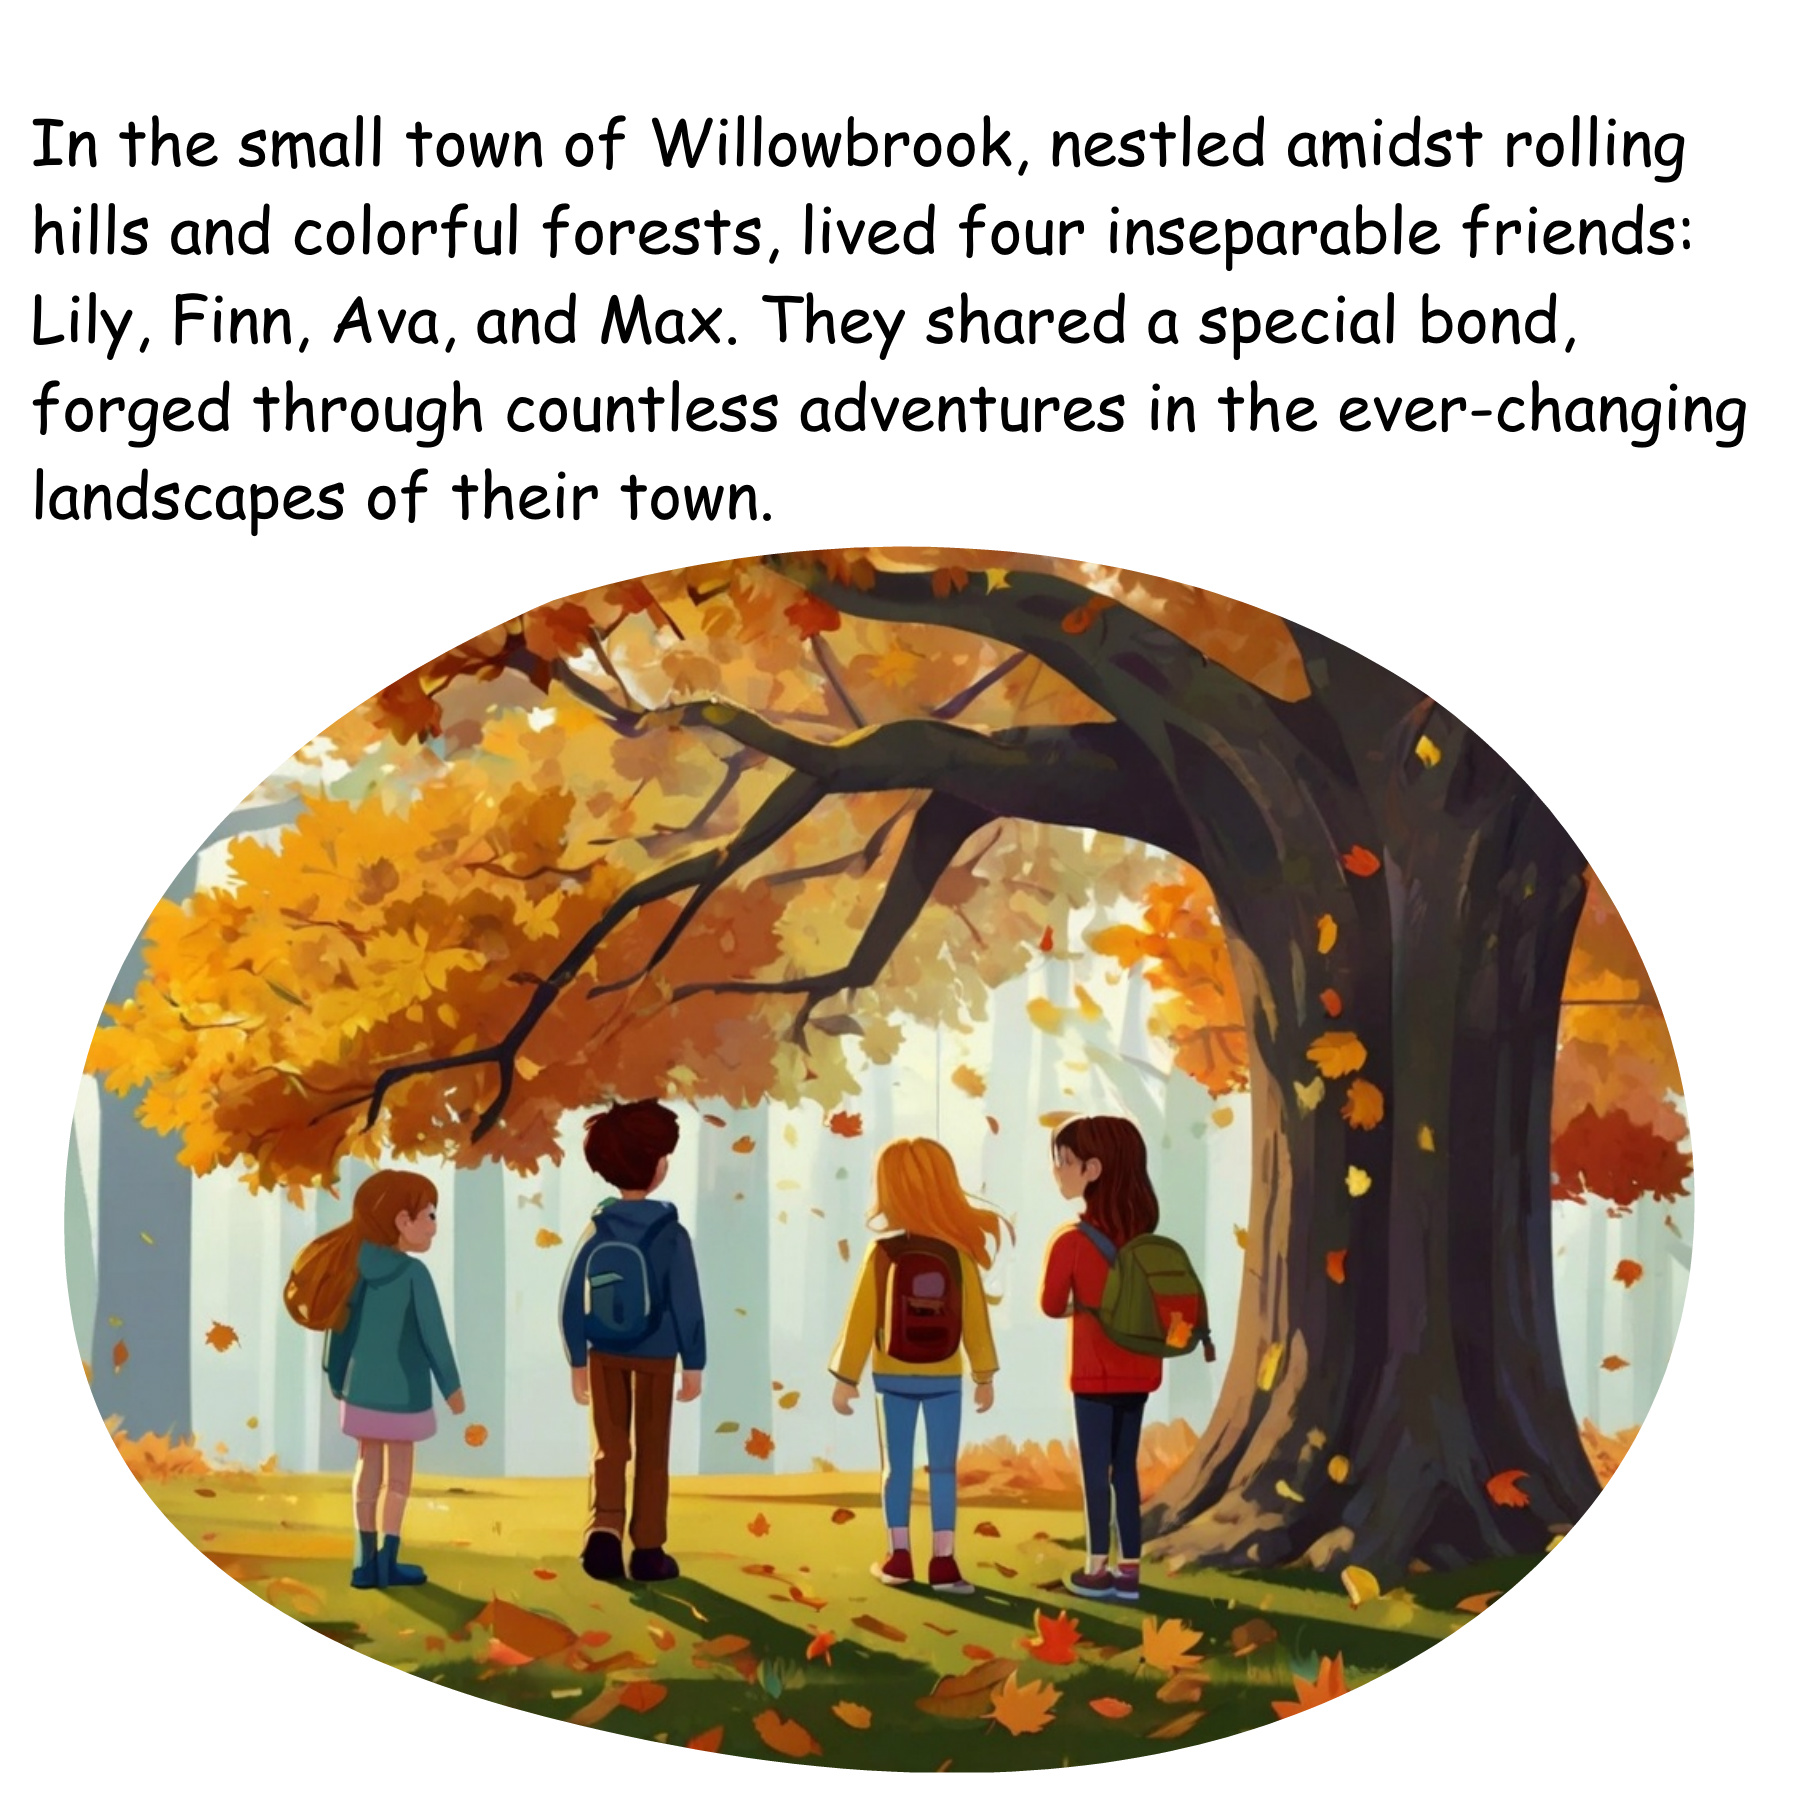 In the small town of Willowbrook, nestled amidst rolling
hills and colorful forests, lived four inseparable friends:
Lily, Finn, Ava, and Max. They shared a special bond,
forged through countless adventures in the ever-changing
landscapes of their town.